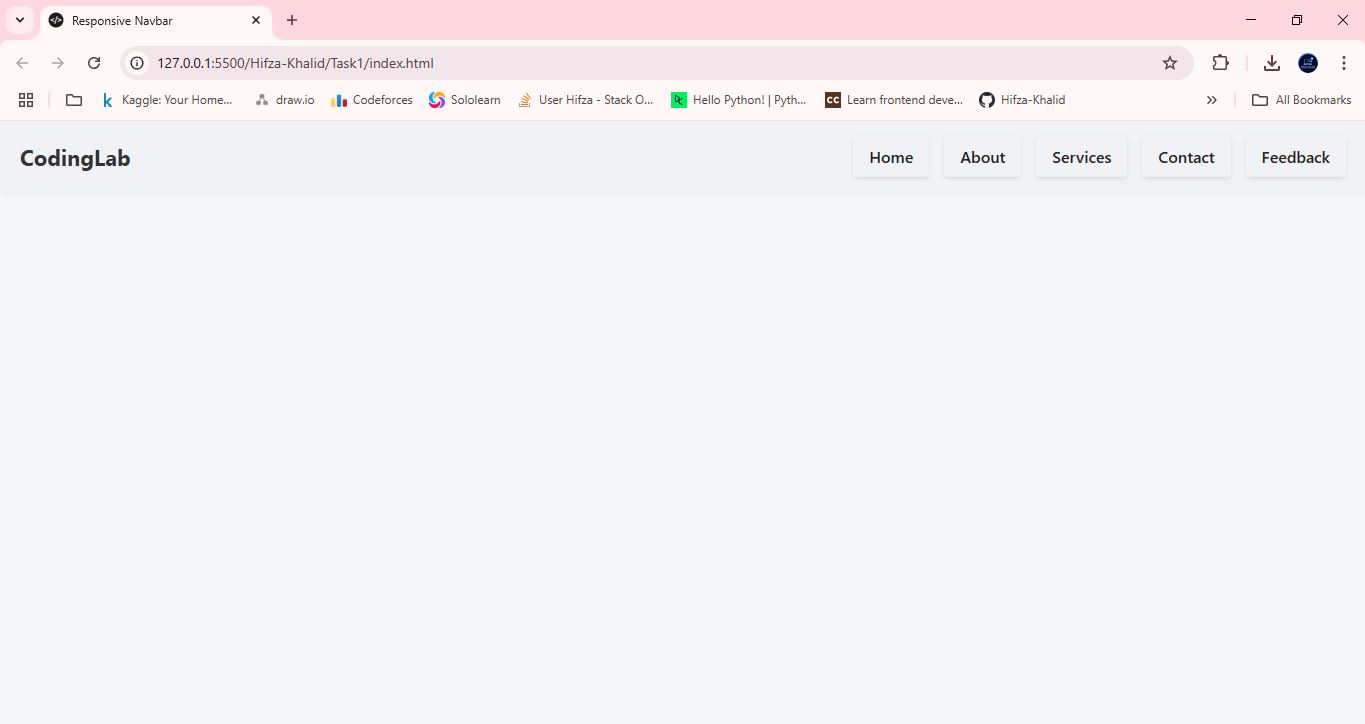 Responsive Navbar
127.0.0.1:5500/Hifza-Khalid/Task1/index.html
Kaggle: Your Home... draw.io Codeforces Sololearn User Hifza - Stack O... Hello Python! | Pyth... CC Learn frontend deve... Hifza-Khalid All Bookmarks
CodingLab Home About Services Contact Feedback